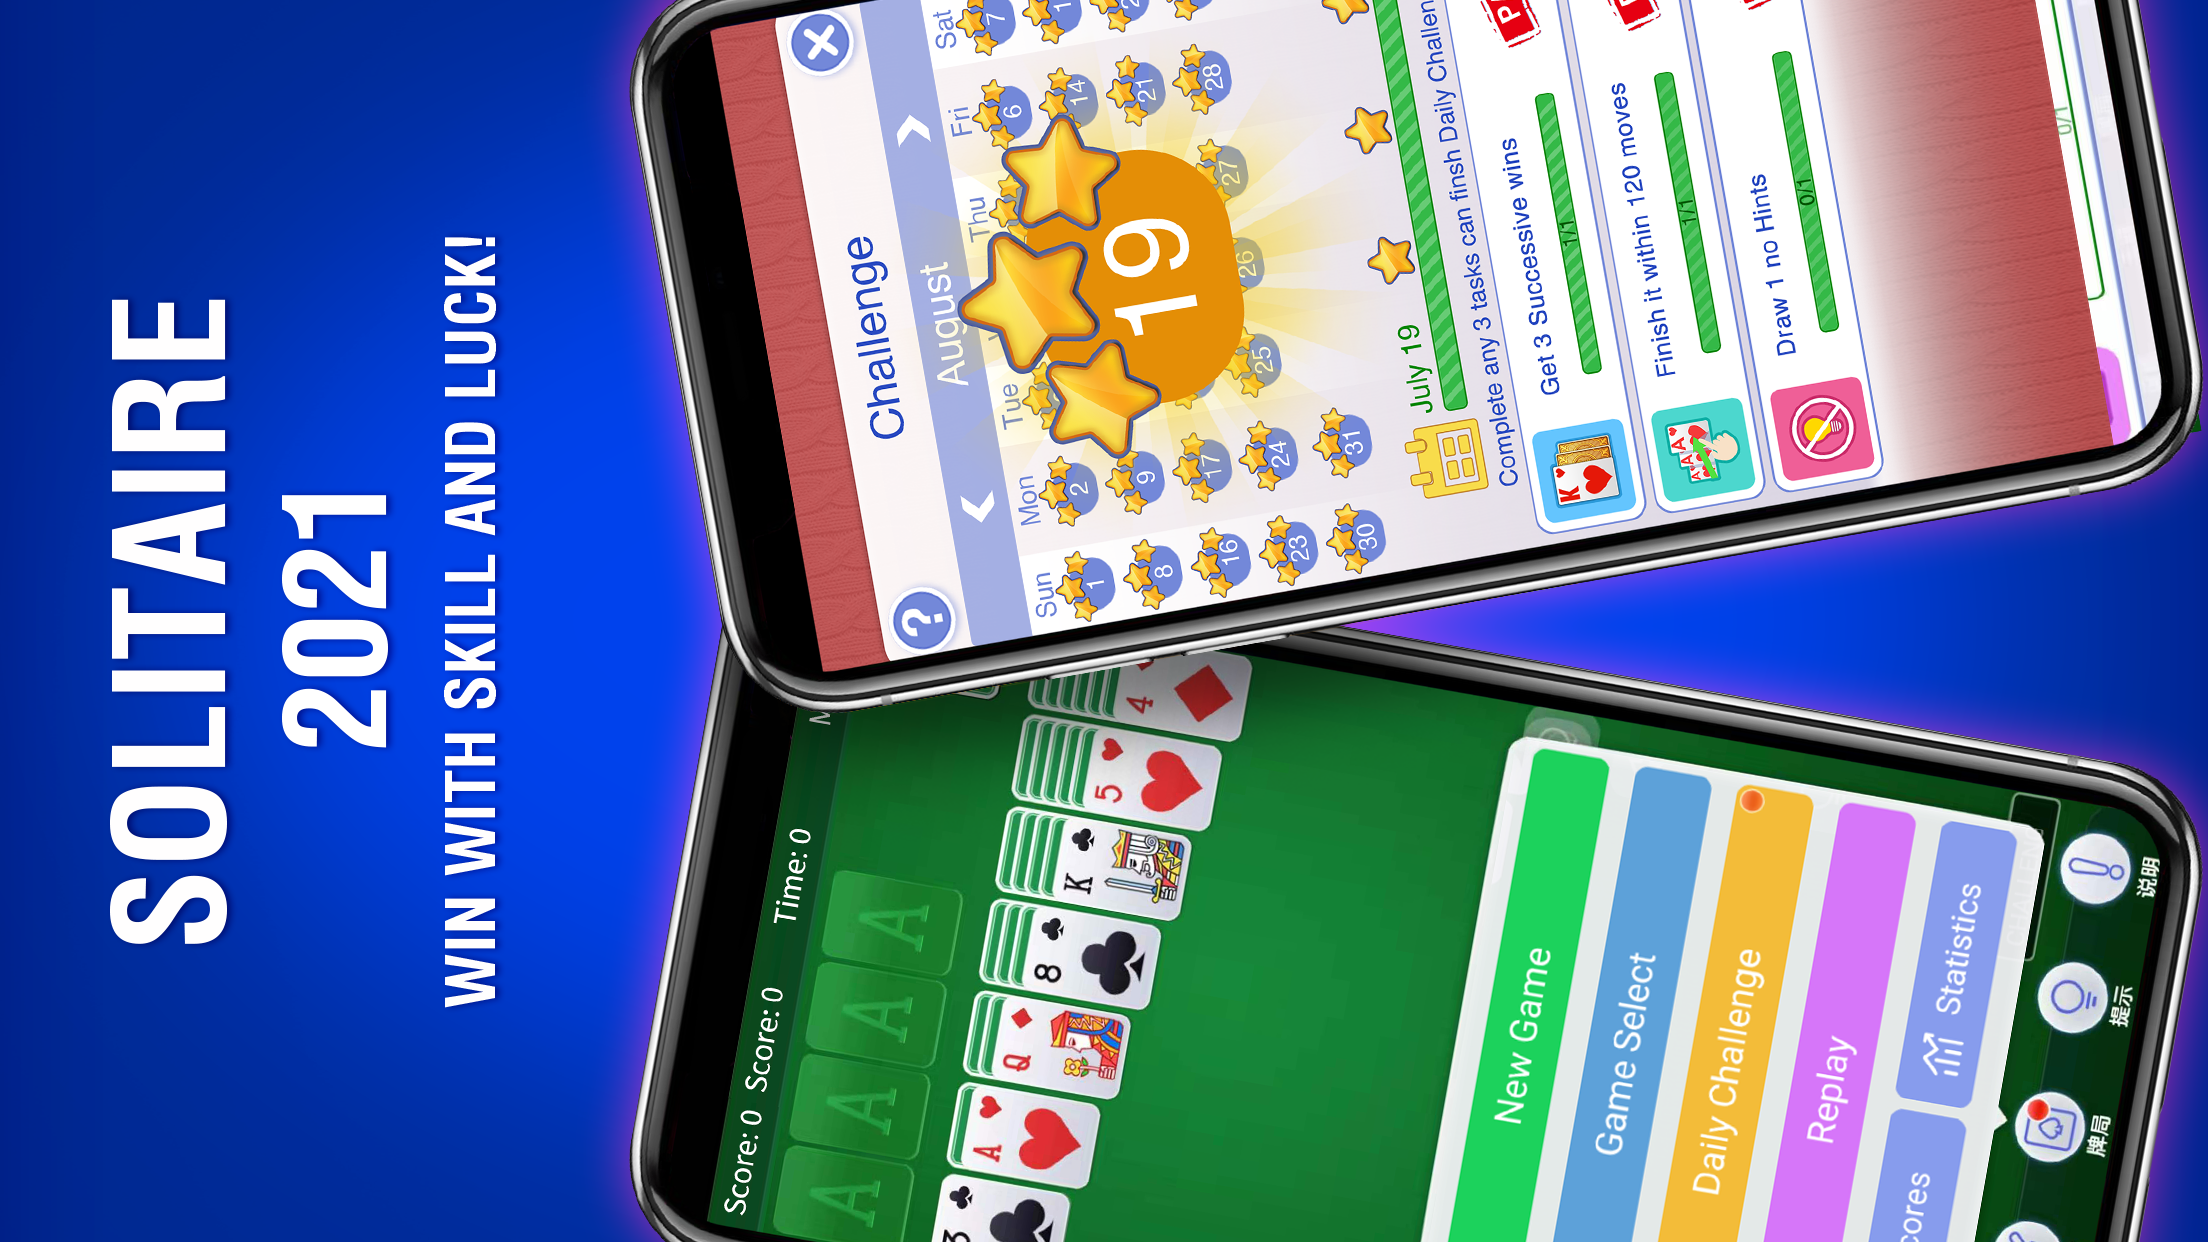 SOLITAIRE
2021
WIN WITH SKILL AND LUCK!
Score: 0 Score: 0 Time: 0
A A A A
3 A Q 8 K 5 4
New Game
Game Select
Daily Challenge
Replay
Statistics
牌局 提示 说明
Challenge
August
Sun Mon Tue Thu Fri Sat
1 2 6 7
8 9 14
16 17 21
23 24 25 26 27 28
30 31
19
July 19
Complete any 3 tasks can finsh Daily Challen
Get 3 Successive wins
1/1
Finish it within 120 moves
1/1
Draw 1 no Hints
0/1
0/1